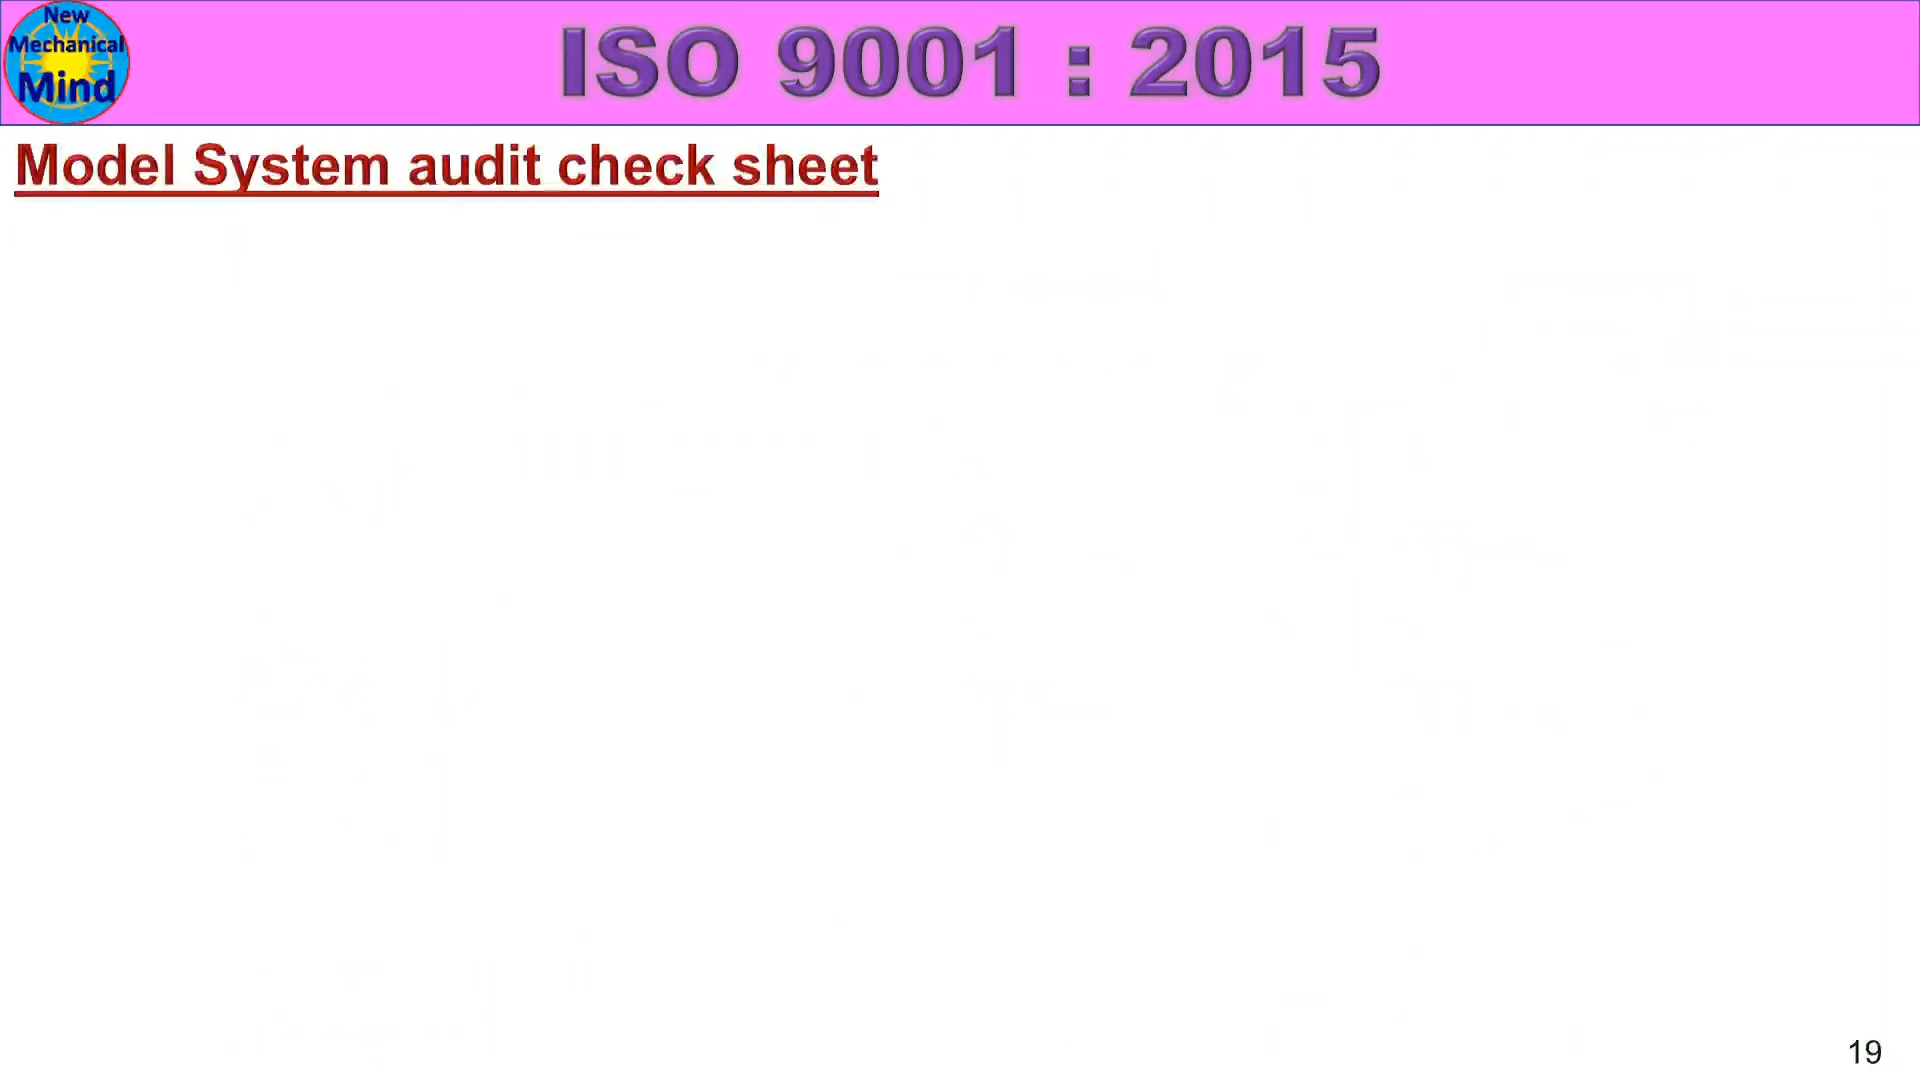 New
Mechanical
Mind
ISO 9001 : 2015
Model System audit check sheet
19